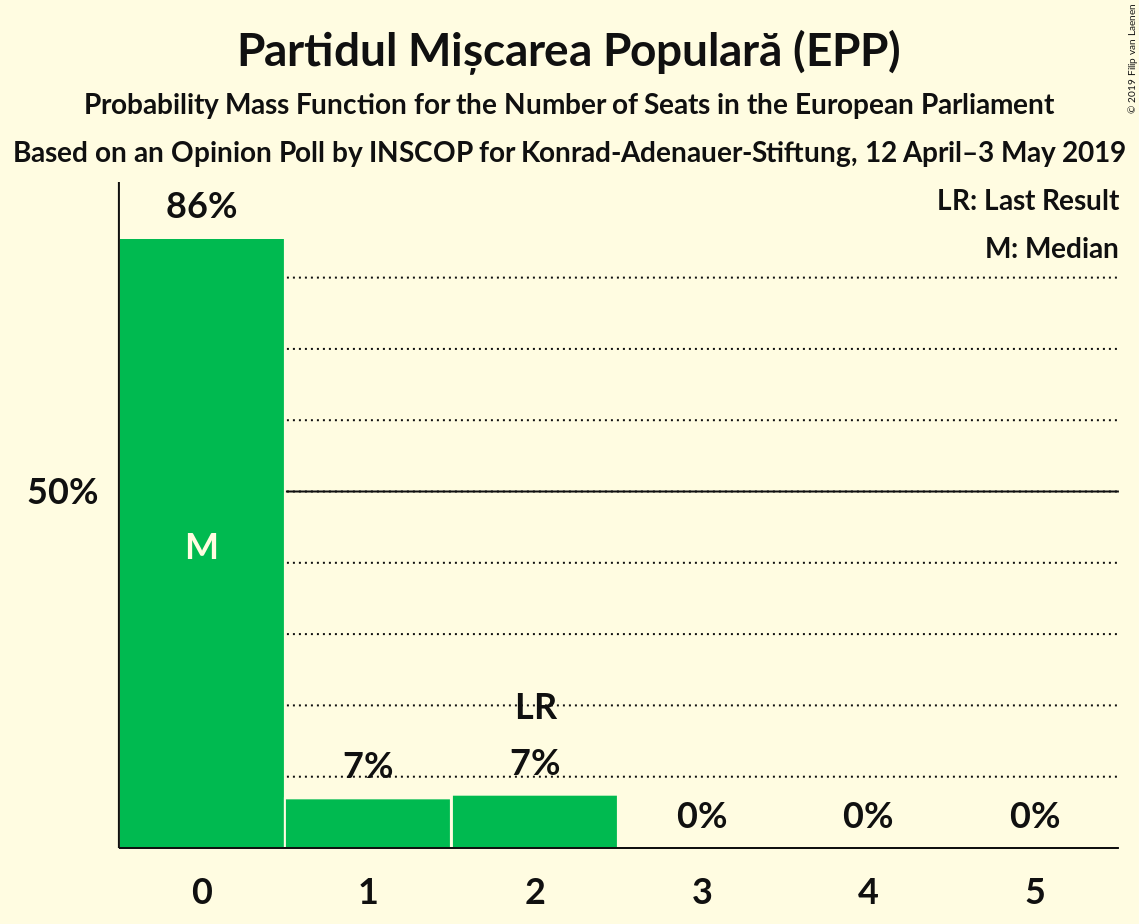 Partidul Mișcarea Populară (EPP)
Probability Mass Function for the Number of Seats in the European Parliament
Based on an Opinion Poll by INSCOP for Konrad-Adenauer-Stiftung, 12 April–3 May 2019
© 2019 Filip van Laenen
LR: Last Result
M: Median
86%
50%
M
LR
7%
7%
0%
0%
0%
0 1 2 3 4 5